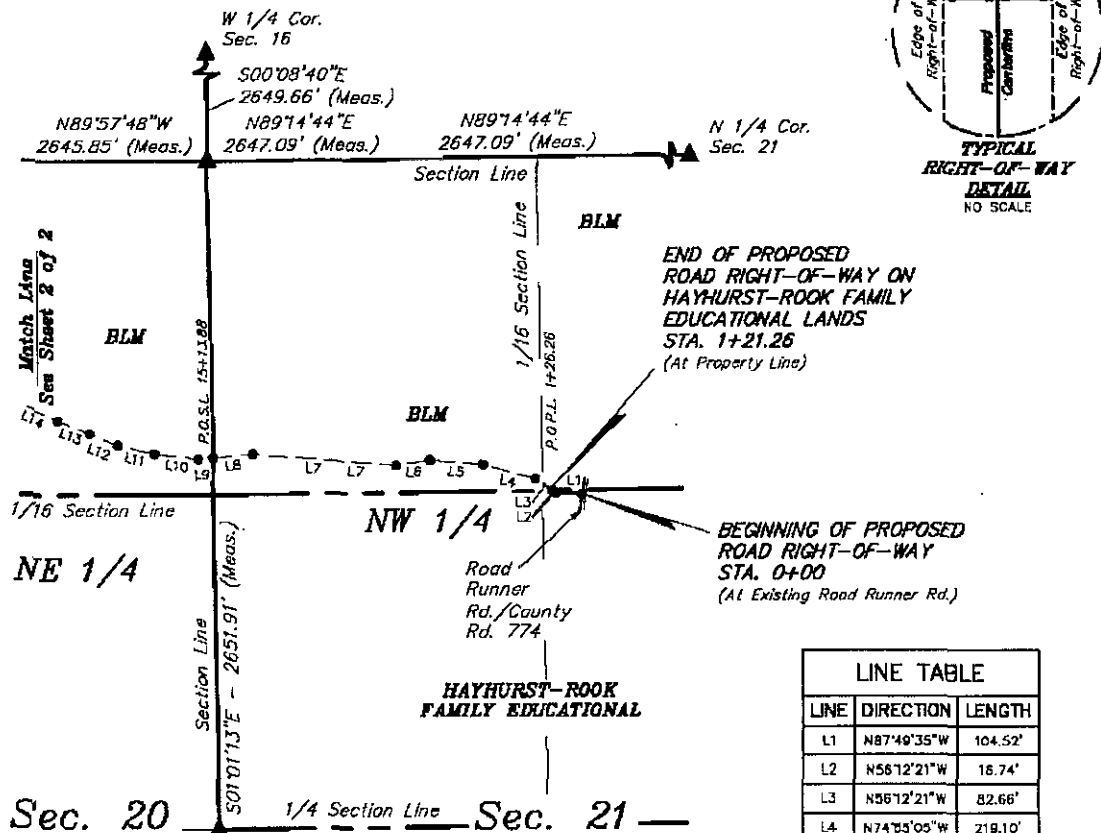 W 1/4 Cor.
Sec. 16
S00°08'40"E
2649.66' (Meas.)
N89°57'48"W
2645.85' (Meas.)
N89°14'44"E
2647.09' (Meas.)
N89°14'44"E
2647.09' (Meas.)
N 1/4 Cor.
Sec. 21
Section Line
Edge of
Right-of-W
Proposed
Centerline
Edge of
Right-of-Way
TYPICAL
RIGHT-OF-WAY
DETAIL
NO SCALE
BLM
1/16 Section Line
Match Line
See Sheet 2 of 2
BLM
P.O.S.L. 15+13.88
BLM
P.O.P.L. 1+26.26
END OF PROPOSED
ROAD RIGHT-OF-WAY ON
HAYHURST-ROOK FAMILY
EDUCATIONAL LANDS
STA. 1+21.26
(At Property Line)
L14
L13
L12
L11
L10
L9
L8
L7
L7
L6
L5
L4
L3
L2
L1
1/16 Section Line
NW 1/4
NE 1/4
BEGINNING OF PROPOSED
ROAD RIGHT-OF-WAY
STA. 0+00
(At Existing Road Runner Rd.)
Road
Runner
Rd./County
Rd. 774
Section Line
S01°01'13"E - 2651.91' (Meas.)
HAYHURST-ROOK
FAMILY EDUCATIONAL
Sec. 20
1/4 Section Line
Sec. 21
LINE TABLE
LINE DIRECTION LENGTH
L1 N87°49'35"W 104.52'
L2 N56°12'21"W 16.74'
L3 N56°12'21"W 82.66'
L4 N74°53'05"W 219.10'